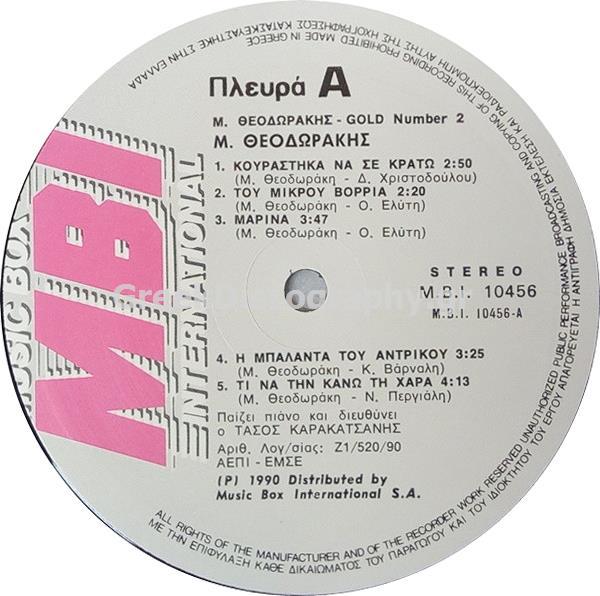 Πλευρά A
Μ. ΘΕΟΔΩΡΑΚΗΣ - GOLD Number 2
Μ. ΘΕΟΔΩΡΑΚΗΣ
1. ΚΟΥΡΑΣΤΗΚΑ ΝΑ ΣΕ ΚΡΑΤΩ 2:50
(Μ. Θεοδωράκη - Δ. Χριστοδούλου)
2. ΤΟΥ ΜΙΚΡΟΥ ΒΟΡΡΙΑ 2:20
(Μ. Θεοδωράκη - Ο. Ελύτη)
3. ΜΑΡΙΝΑ 3:47
(Μ. Θεοδωράκη - Ο. Ελύτη)
STEREO
M.B.I. 10456
M.B.I. 10456-A
4. Η ΜΠΑΛΑΝΤΑ ΤΟΥ ΑΝΤΡΙΚΟΥ 3:25
(Μ. Θεοδωράκη - Κ. Βάρναλη)
5. ΤΙ ΝΑ ΤΗΝ ΚΑΝΩ ΤΗ ΧΑΡΑ 4:13
(Μ. Θεοδωράκη - Ν. Περγιάλη)
Παίζει πιάνο και διευθύνει
ο ΤΑΣΟΣ ΚΑΡΑΚΑΤΣΑΝΗΣ
Αριθ. Λογ/σίας: Ζ1/520/90
ΑΕΠΙ - ΕΜΣΕ
(P) 1990 Distributed by
Music Box International S.A.
MUSIC BOX
MBI
INTERNATIONAL
ALL RIGHTS OF THE MANUFACTURER AND OF THE RECORDER WORK RESERVED UNAUTHORIZED PUBLIC PERFORMANCE BROADCASTING AND COPYING OF THIS RECORDING PROHIBITED MADE IN GREECE
ΜΕ ΤΗΝ ΕΠΙΦΥΛΑΞΗ ΚΑΘΕ ΔΙΚΑΙΩΜΑΤΟΣ ΤΟΥ ΠΑΡΑΓΩΓΟΥ ΚΑΙ ΤΟΥ ΙΔΙΟΚΤΗΤΟΥ ΤΟΥ ΕΡΓΟΥ ΑΠΑΓΟΡΕΥΕΤΑΙ Η ΑΝΤΙΓΡΑΦΗ ΔΗΜΟΣΙΑ ΕΚΤΕΛΕΣΗ ΚΑΙ ΡΑΔΙΟΕΚΠΟΜΠΗ ΑΥΤΗΣ ΤΗΣ ΗΧΟΓΡΑΦΗΣΕΩΣ ΚΑΤΑΣΚΕΥΑΣΤΗΚΕ ΣΤΗΝ ΕΛΛΑΔΑ